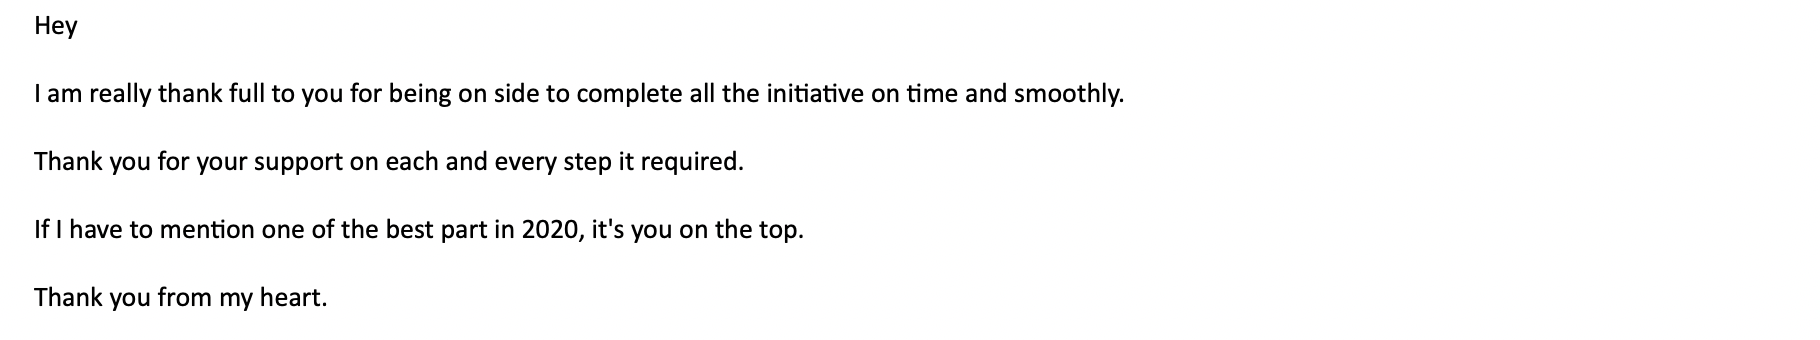 Hey
I am really thank full to you for being on side to complete all the initiative on time and smoothly.
Thank you for your support on each and every step it required.
If I have to mention one of the best part in 2020, it's you on the top.
Thank you from my heart.